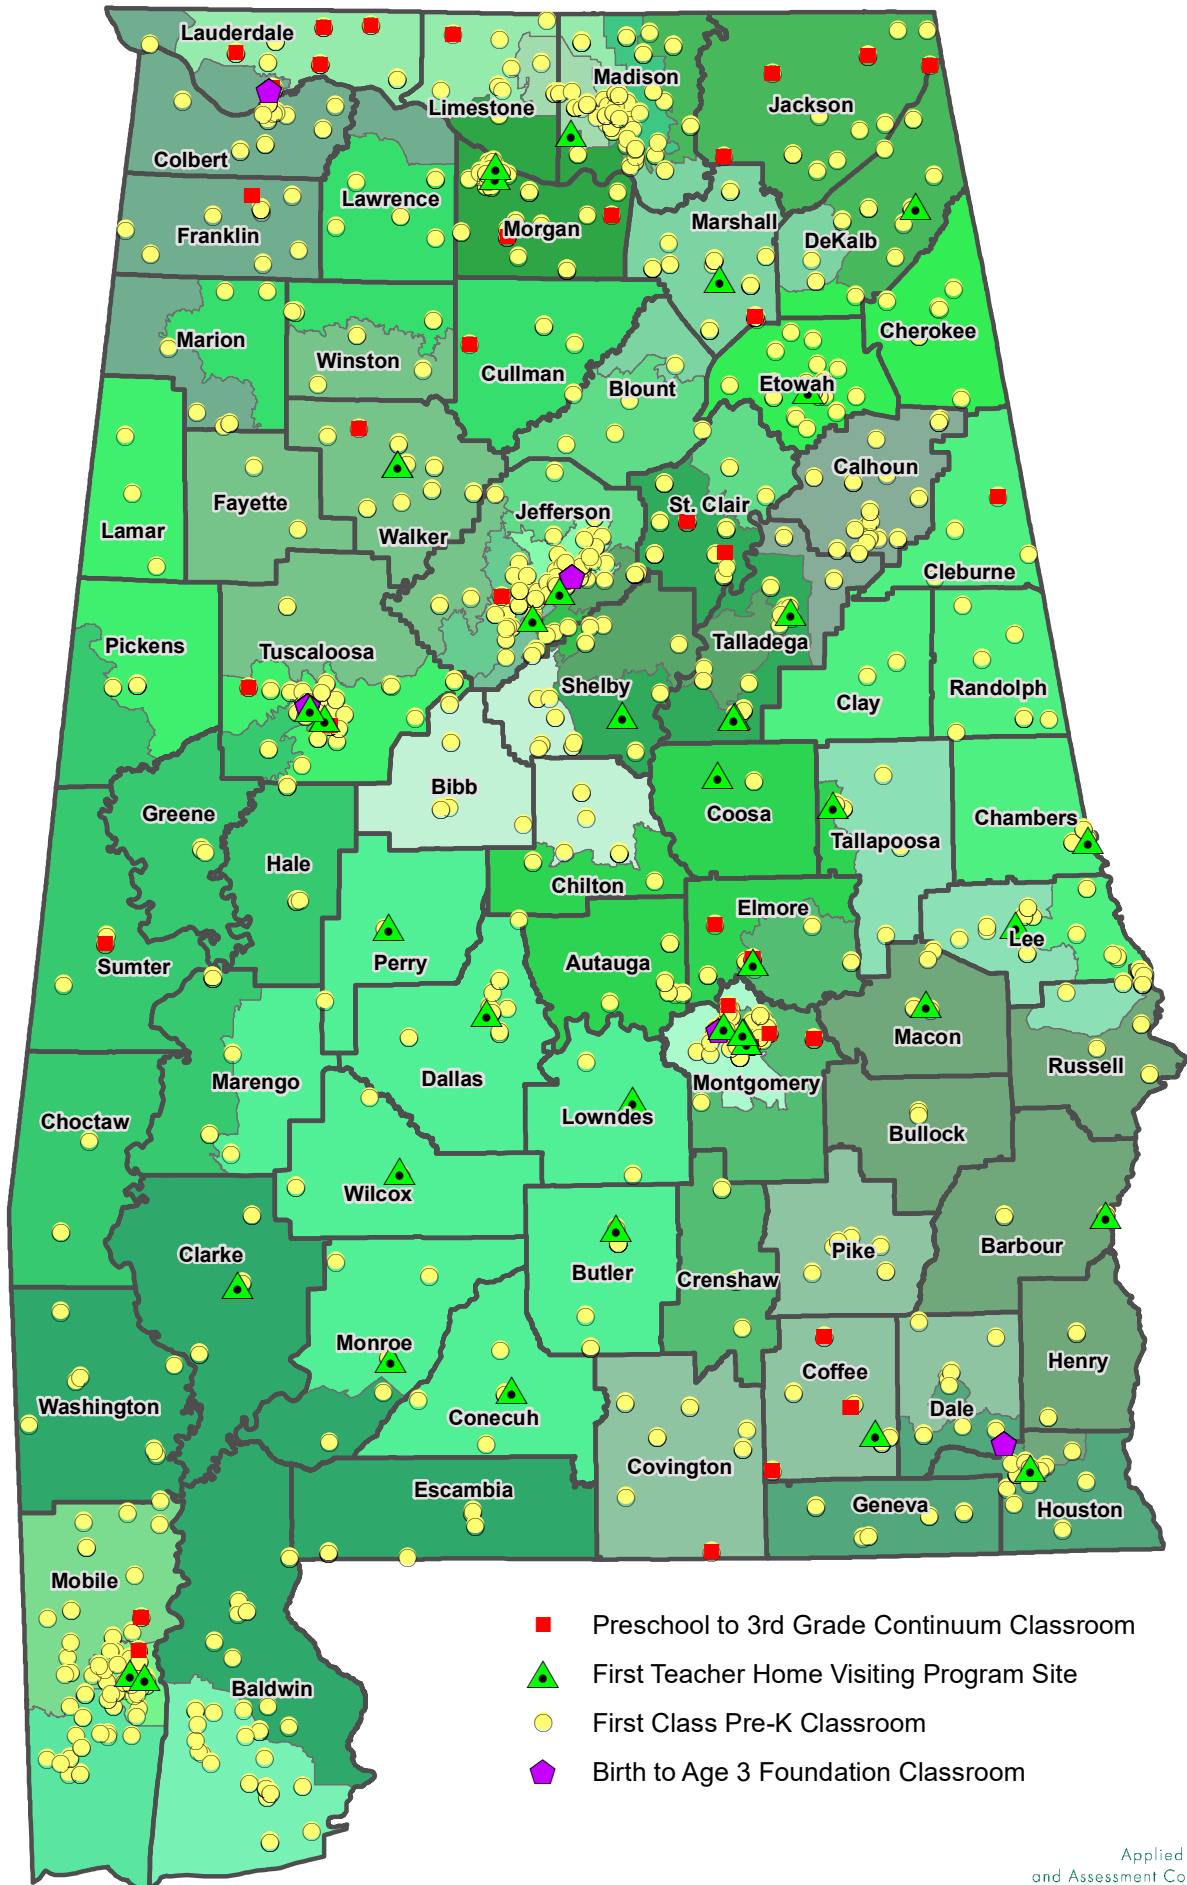 Lauderdale
Madison
Limestone
Jackson
Colbert
Lawrence
Franklin
Morgan
Marshall
DeKalb
Marion
Winston
Cullman
Cherokee
Blount
Etowah
Calhoun
Fayette
St. Clair
Jefferson
Lamar
Walker
Cleburne
Pickens
Tuscaloosa
Talladega
Shelby
Clay
Randolph
Bibb
Greene
Coosa
Chambers
Tallapoosa
Hale
Chilton
Elmore
Lee
Sumter
Perry
Autauga
Macon
Russell
Marengo
Dallas
Montgomery
Choctaw
Lowndes
Bullock
Wilcox
Clarke
Pike
Barbour
Butler
Crenshaw
Monroe
Coffee
Henry
Washington
Conecuh
Dale
Covington
Escambia
Geneva
Houston
Mobile
Baldwin
Preschool to 3rd Grade Continuum Classroom
First Teacher Home Visiting Program Site
First Class Pre-K Classroom
Birth to Age 3 Foundation Classroom
Applied
and Assessment Co